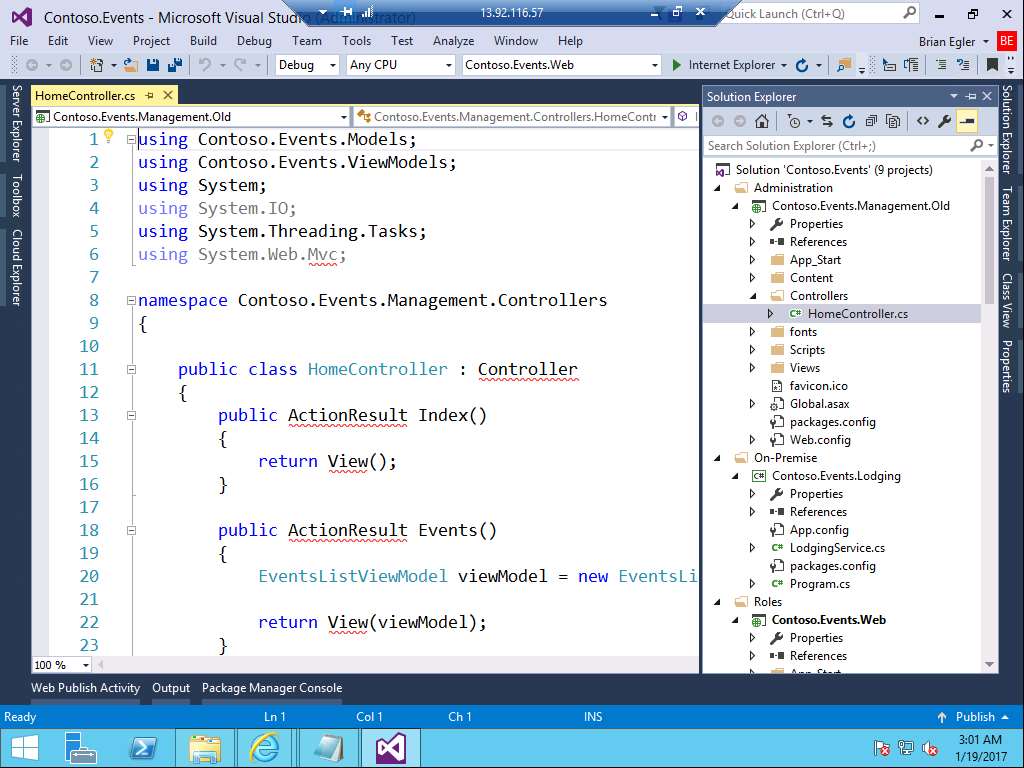 Contoso.Events - Microsoft Visual Studio (Administrator)
13.92.116.57
Quick Launch (Ctrl+Q)
File Edit View Project Build Debug Team Tools Test Analyze Window Help
Brian Egler BE
Debug Any CPU Contoso.Events.Web Internet Explorer
Server Explorer
Toolbox
Cloud Explorer
HomeController.cs
Contoso.Events.Management.Old Contoso.Events.Management.Controllers.HomeContr
1 using Contoso.Events.Models;
2 using Contoso.Events.ViewModels;
3 using System;
4 using System.IO;
5 using System.Threading.Tasks;
6 using System.Web.Mvc;
7
8 namespace Contoso.Events.Management.Controllers
9 {
10
11 public class HomeController : Controller
12 {
13 public ActionResult Index()
14 {
15 return View();
16 }
17
18 public ActionResult Events()
19 {
20 EventsListViewModel viewModel = new EventsLi
21
22 return View(viewModel);
23 }
100 %
Solution Explorer
Search Solution Explorer (Ctrl+;)
Solution 'Contoso.Events' (9 projects)
Administration
Contoso.Events.Management.Old
Properties
References
App_Start
Content
Controllers
C# HomeController.cs
fonts
Scripts
Views
favicon.ico
Global.asax
packages.config
Web.config
On-Premise
C# Contoso.Events.Lodging
Properties
References
App.config
C# LodgingService.cs
packages.config
C# Program.cs
Roles
Contoso.Events.Web
Properties
References
App_Start
Solution Explorer
Team Explorer
Class View
Properties
Web Publish Activity Output Package Manager Console
Ready Ln 1 Col 1 Ch 1 INS Publish
3:01 AM
1/19/2017